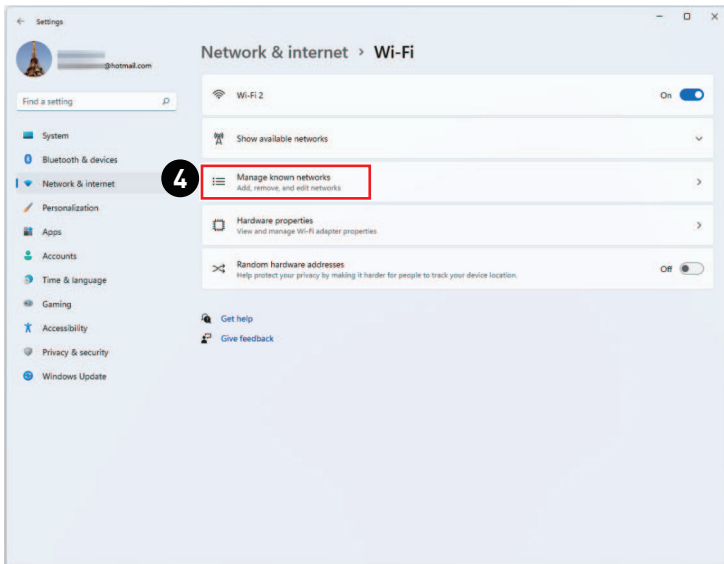 Settings
@hotmail.com
Find a setting
System
Bluetooth & devices
Network & internet
Personalization
Apps
Accounts
Time & language
Gaming
Accessibility
Privacy & security
Windows Update
Network & internet > Wi-Fi
Wi-Fi 2
On
Show available networks
4
Manage known networks
Add, remove, and edit networks
Hardware properties
View and manage Wi-Fi adapter properties
Random hardware addresses
Help protect your privacy by making it harder for people to track your device location.
Off
Get help
Give feedback